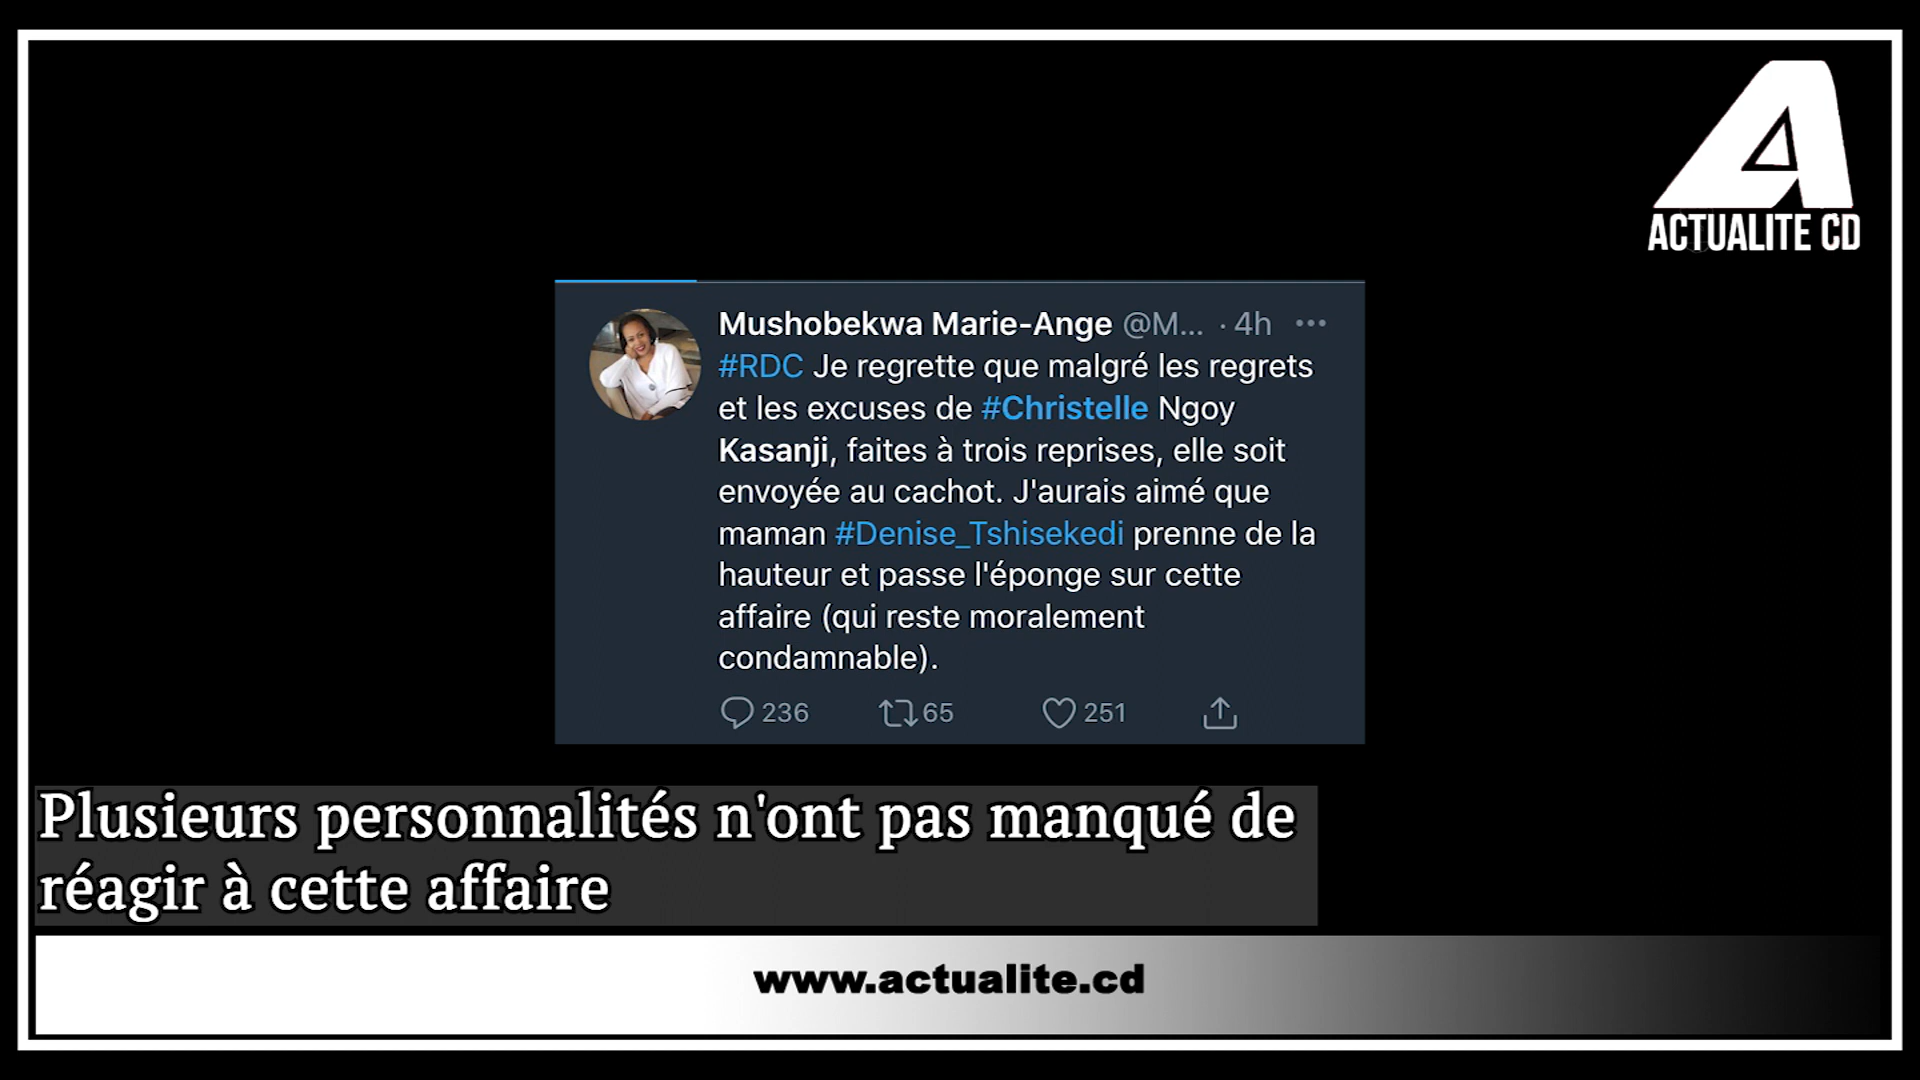 ACTUALITE CD
Mushobekwa Marie-Ange @M... · 4h
#RDC Je regrette que malgré les regrets
et les excuses de #Christelle Ngoy
Kasanji, faites à trois reprises, elle soit
envoyée au cachot. J'aurais aimé que
maman #Denise_Tshisekedi prenne de la
hauteur et passe l'éponge sur cette
affaire (qui reste moralement
condamnable).
236 65 251
Plusieurs personnalités n'ont pas manqué de
réagir à cette affaire
www.actualite.cd